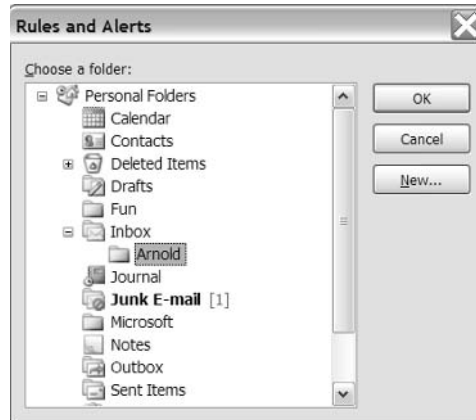 Rules and Alerts
Choose a folder:
Personal Folders
Calendar
Contacts
Deleted Items
Drafts
Fun
Inbox
Arnold
Journal
Junk E-mail [1]
Microsoft
Notes
Outbox
Sent Items
OK
Cancel
New...